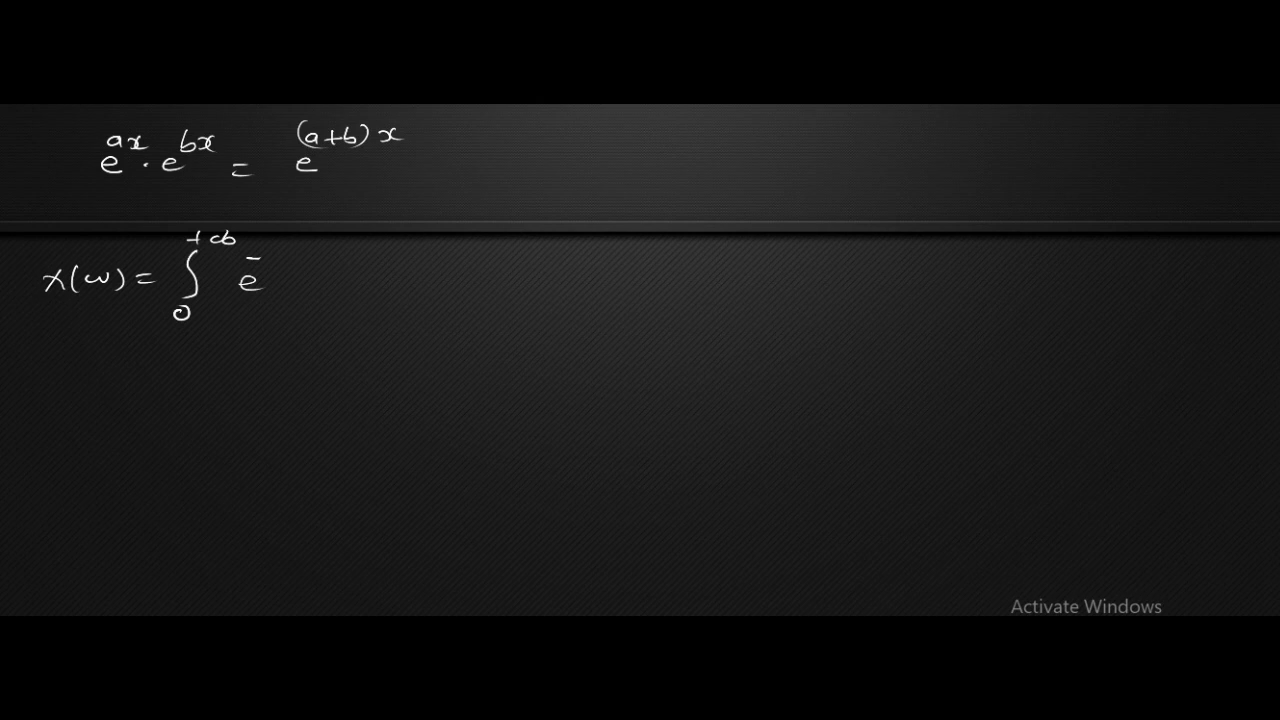 e^{ax} · e^{bx} = e^{(a+b)x}
X(ω) = ∫_0^{+∞} e^{-
Activate Windows